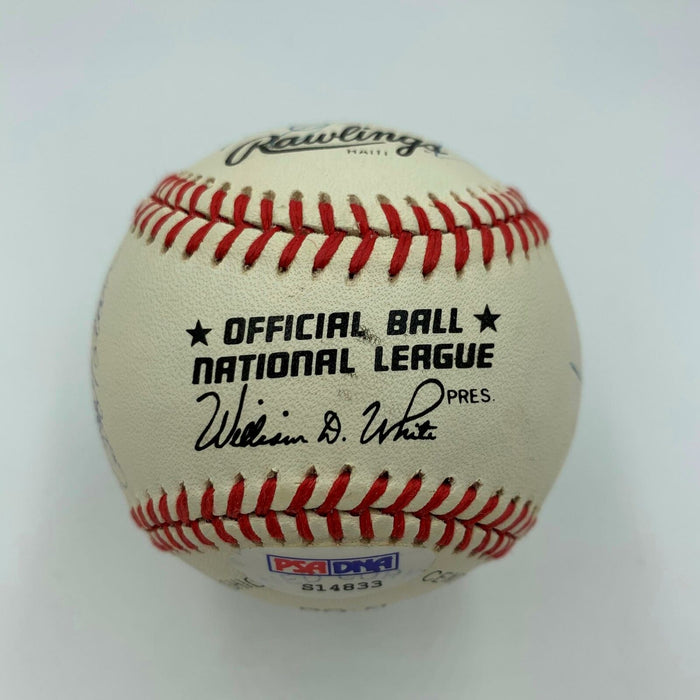 Rawlings
HAITI
★ OFFICIAL BALL ★
NATIONAL LEAGUE
William D. White PRES.
PSA DNA
S14833